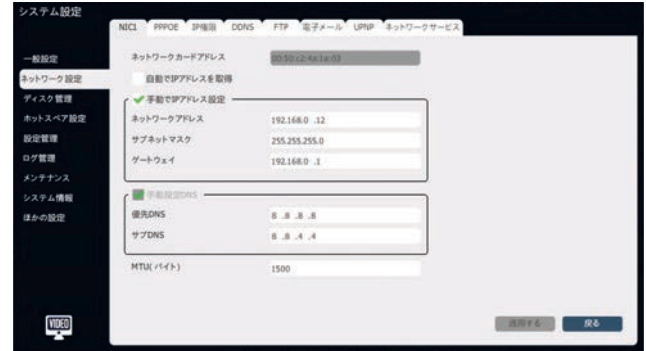 システム設定
NIC1 PPPOE IP権限 DDNS FTP 電子メール UPNP ネットワークサービス
一般設定
ネットワーク設定
ディスク管理
ホットスペア設定
設定管理
ログ管理
メンテナンス
システム情報
ほかの設定
ネットワークカードアドレス 00:50:c2:4a:1a:03
自動でIPアドレスを取得
手動でIPアドレス設定
ネットワークアドレス 192.168.0 .12
サブネットマスク 255.255.255.0
ゲートウェイ 192.168.0 .1
手動設定DNS
優先DNS 8 .8 .8 .8
サブDNS 8 .8 .4 .4
MTU(バイト) 1500
VIDEO
適用する 戻る